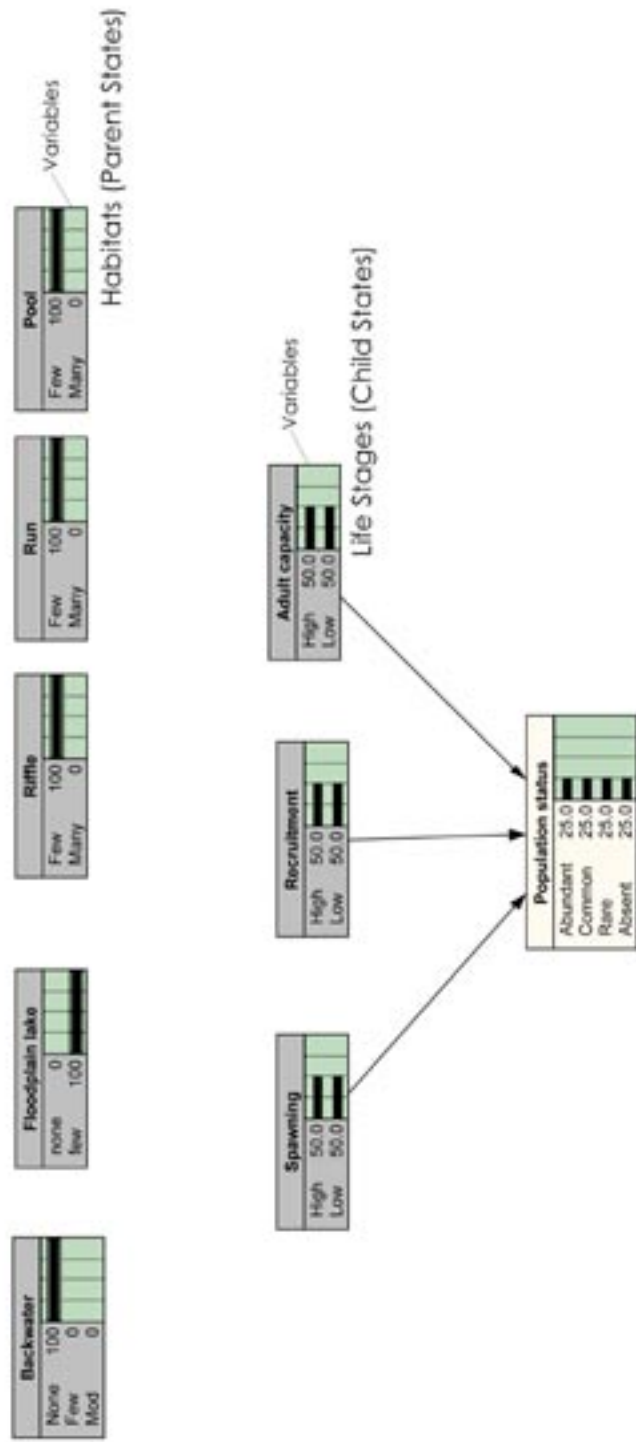 Backwater
None 100
Few 0
Mod 0
Floodplain lake
none 0
few 100
Riffle
Few 100
Many 0
Run
Few 100
Many 0
Pool
Few 100
Many 0
Variables
Habitats (Parent States)
Spawning
High 50.0
Low 50.0
Recruitment
High 50.0
Low 50.0
Adult capacity
High 50.0
Low 50.0
Variables
Life Stages (Child States)
Population status
Abundant 25.0
Common 25.0
Rare 25.0
Absent 25.0